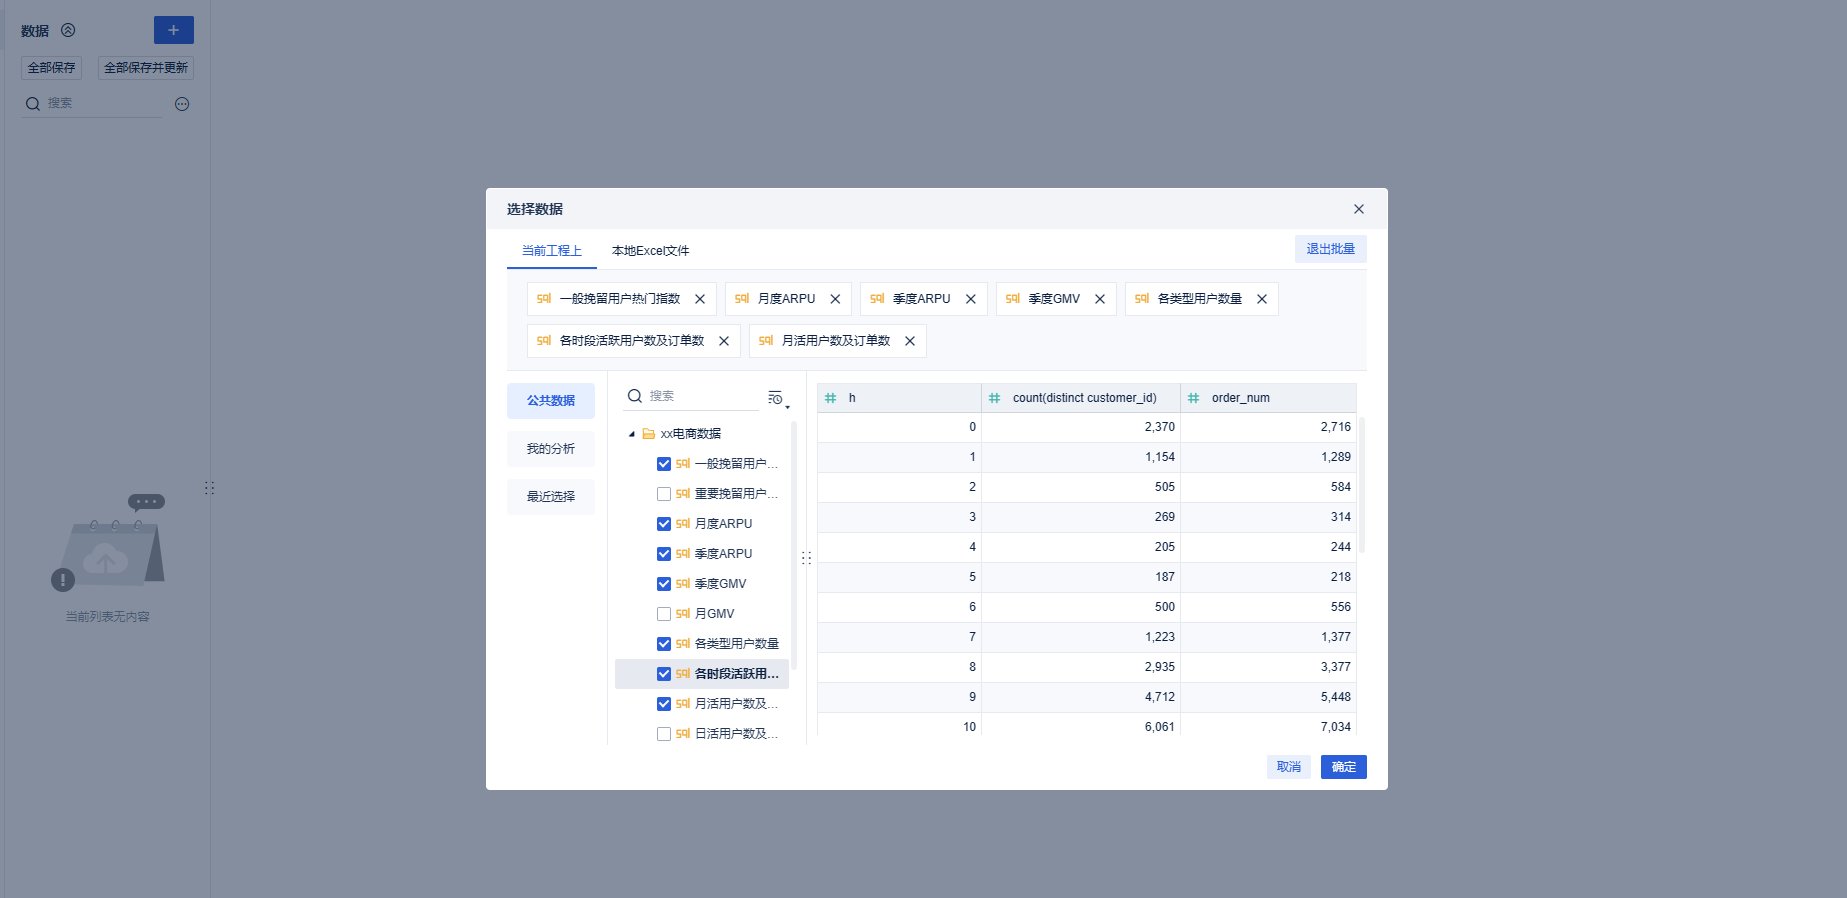 数据
+
全部保存 全部保存并更新
搜索
当前列表无内容
选择数据
当前工程上 本地Excel文件 退出批量
sql 一般挽留用户热门指数 sql 月度ARPU sql 季度ARPU sql 季度GMV sql 各类型用户数量
sql 各时段活跃用户数及订单数 sql 月活用户数及订单数
公共数据
我的分析
最近选择
搜索
xx电商数据
sql 一般挽留用户...
sql 重要挽留用户...
sql 月度ARPU
sql 季度ARPU
sql 季度GMV
sql 月GMV
sql 各类型用户数量
sql 各时段活跃用...
sql 月活用户数及...
sql 日活用户数及...
# h # count(distinct customer_id) # order_num
0 2,370 2,716
1 1,154 1,289
2 505 584
3 269 314
4 205 244
5 187 218
6 500 556
7 1,223 1,377
8 2,935 3,377
9 4,712 5,448
10 6,061 7,034
取消 确定